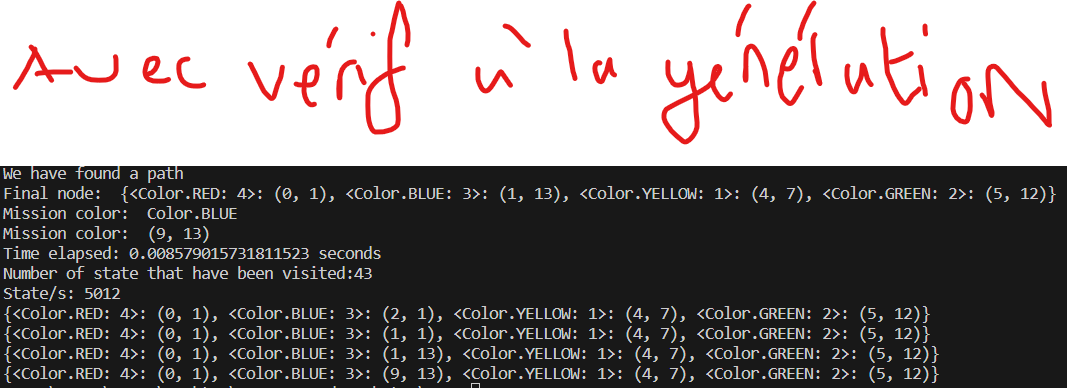 Avec vérif à la génération
We have found a path
Final node:  {<Color.RED: 4>: (0, 1), <Color.BLUE: 3>: (1, 13), <Color.YELLOW: 1>: (4, 7), <Color.GREEN: 2>: (5, 12)}
Mission color:  Color.BLUE
Mission color:  (9, 13)
Time elapsed: 0.008579015731811523 seconds
Number of state that have been visited:43
State/s: 5012
{<Color.RED: 4>: (0, 1), <Color.BLUE: 3>: (2, 1), <Color.YELLOW: 1>: (4, 7), <Color.GREEN: 2>: (5, 12)}
{<Color.RED: 4>: (0, 1), <Color.BLUE: 3>: (1, 1), <Color.YELLOW: 1>: (4, 7), <Color.GREEN: 2>: (5, 12)}
{<Color.RED: 4>: (0, 1), <Color.BLUE: 3>: (1, 13), <Color.YELLOW: 1>: (4, 7), <Color.GREEN: 2>: (5, 12)}
{<Color.RED: 4>: (0, 1), <Color.BLUE: 3>: (9, 13), <Color.YELLOW: 1>: (4, 7), <Color.GREEN: 2>: (5, 12)}